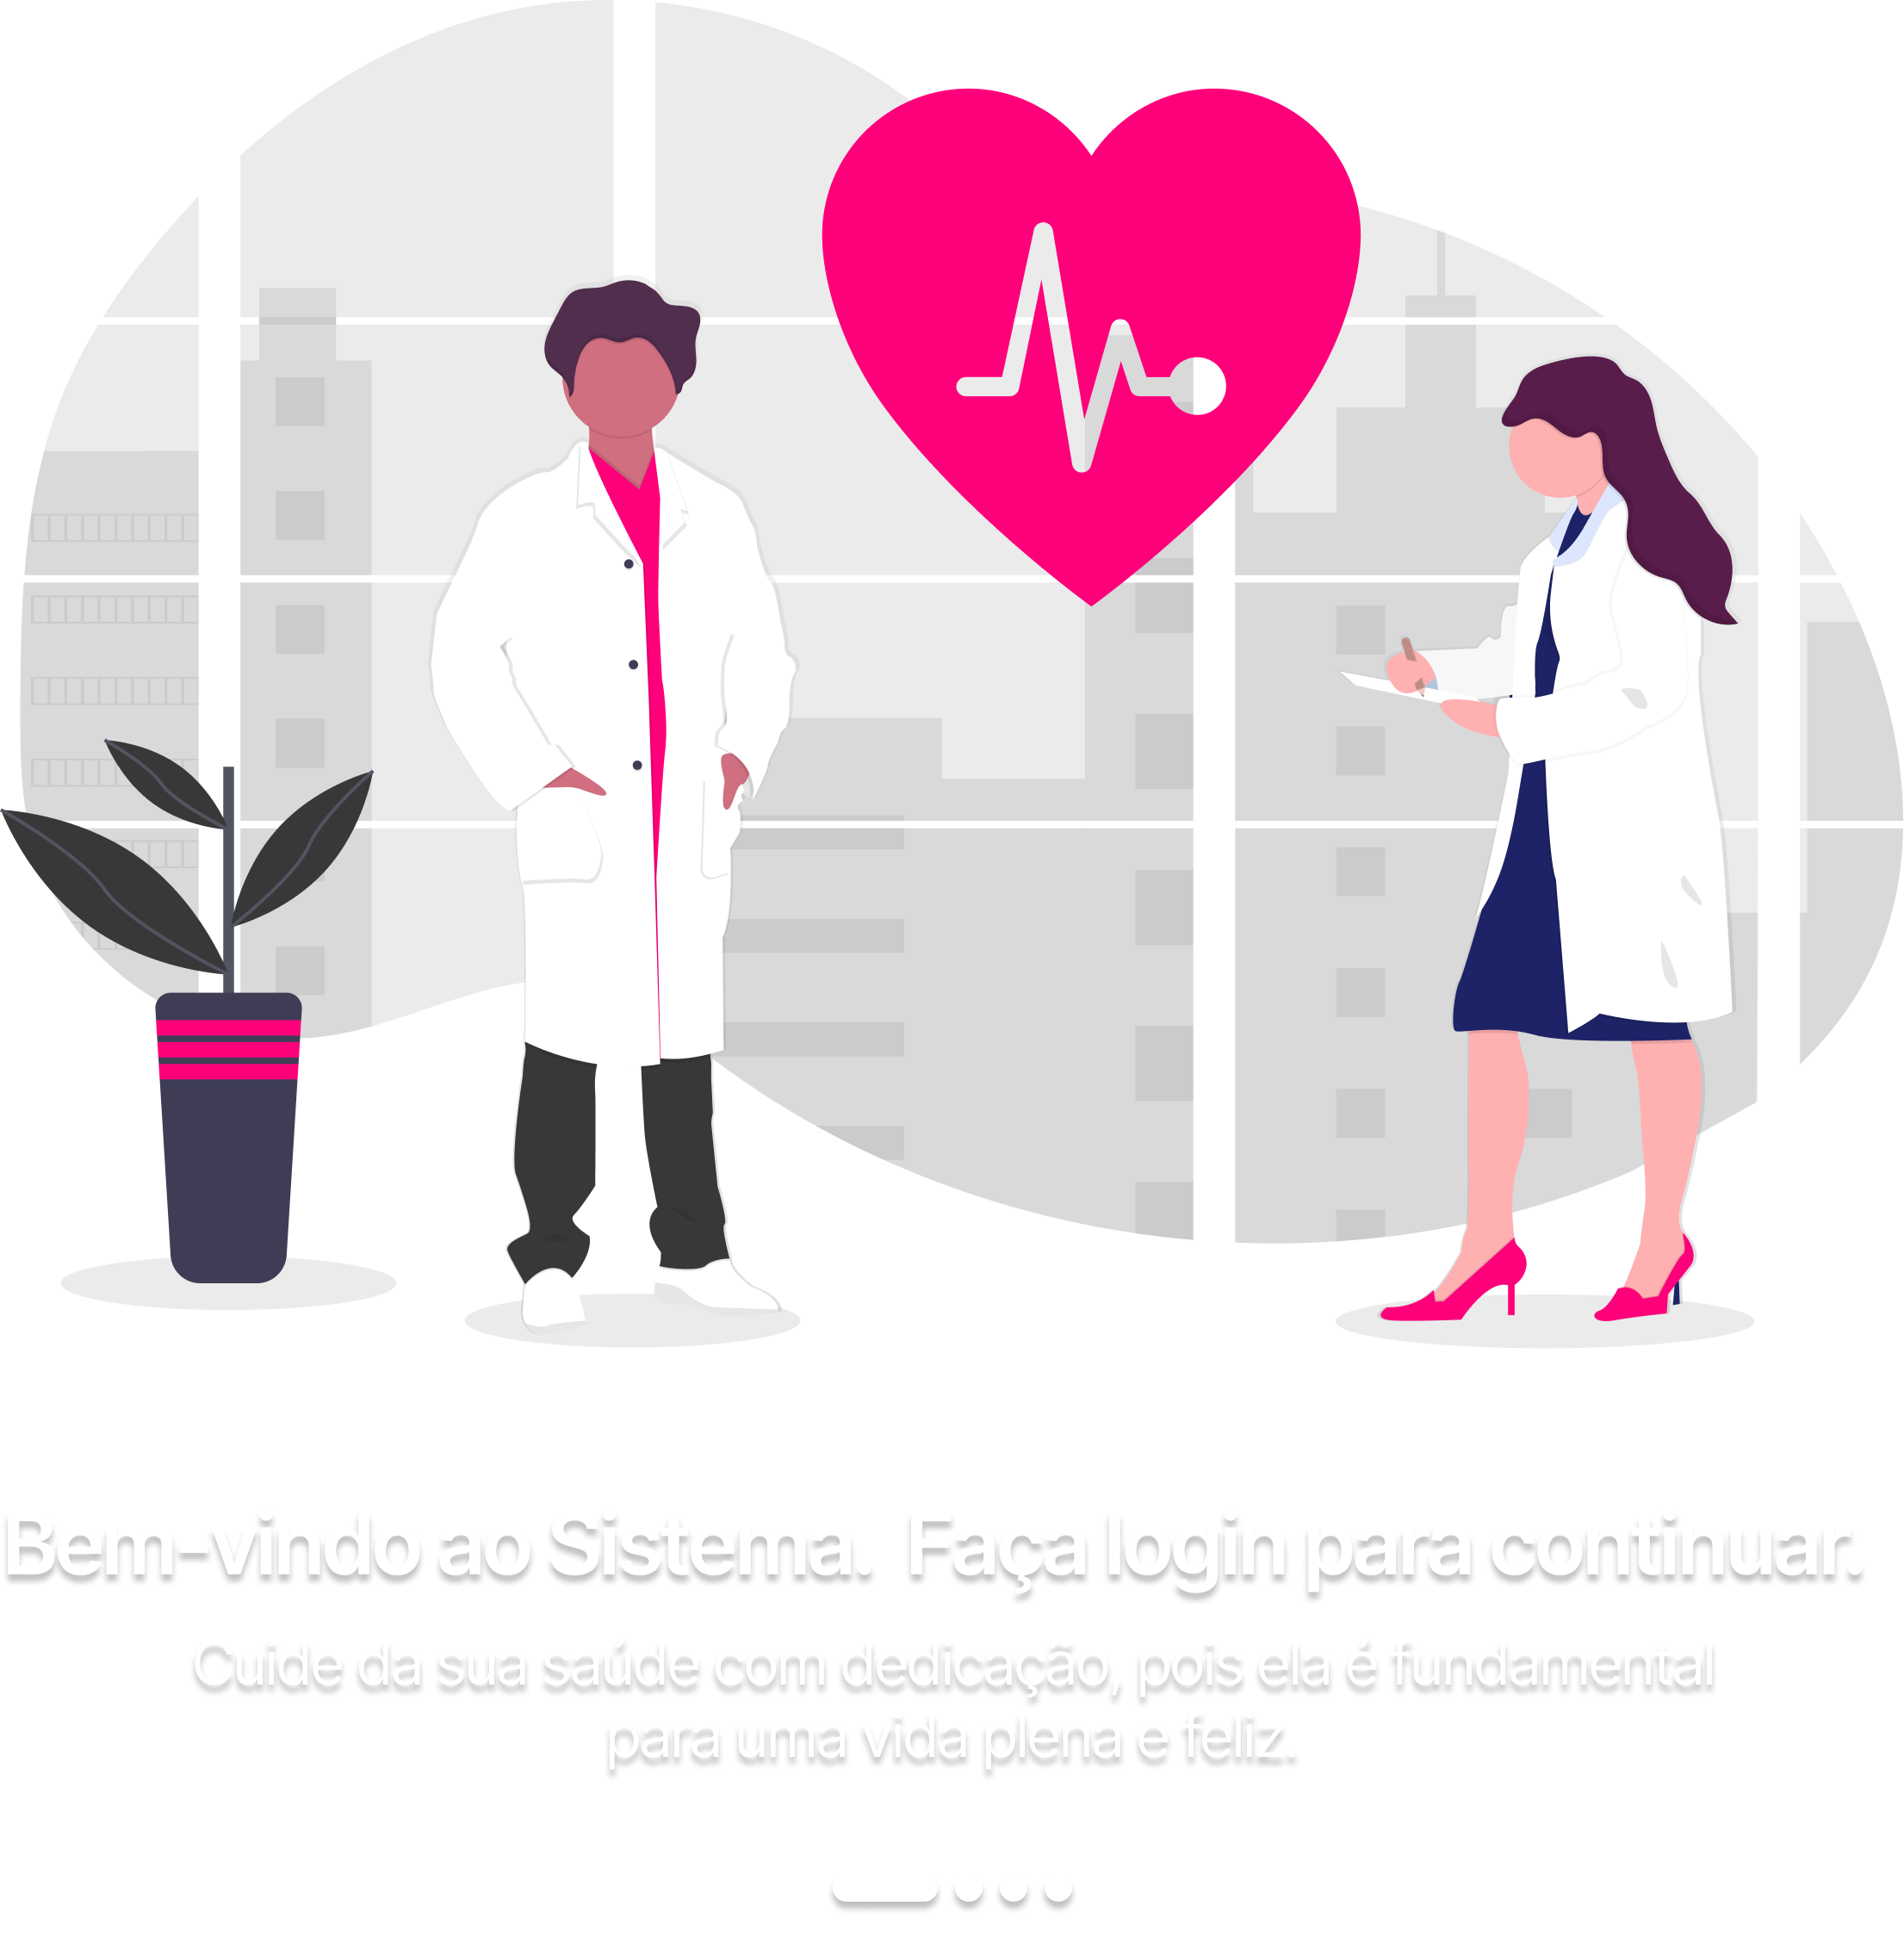 Bem-vindo ao Sistema. Faça login para continuar.
Cuide da sua saúde com dedicação, pois ela é fundamental
para uma vida plena e feliz.